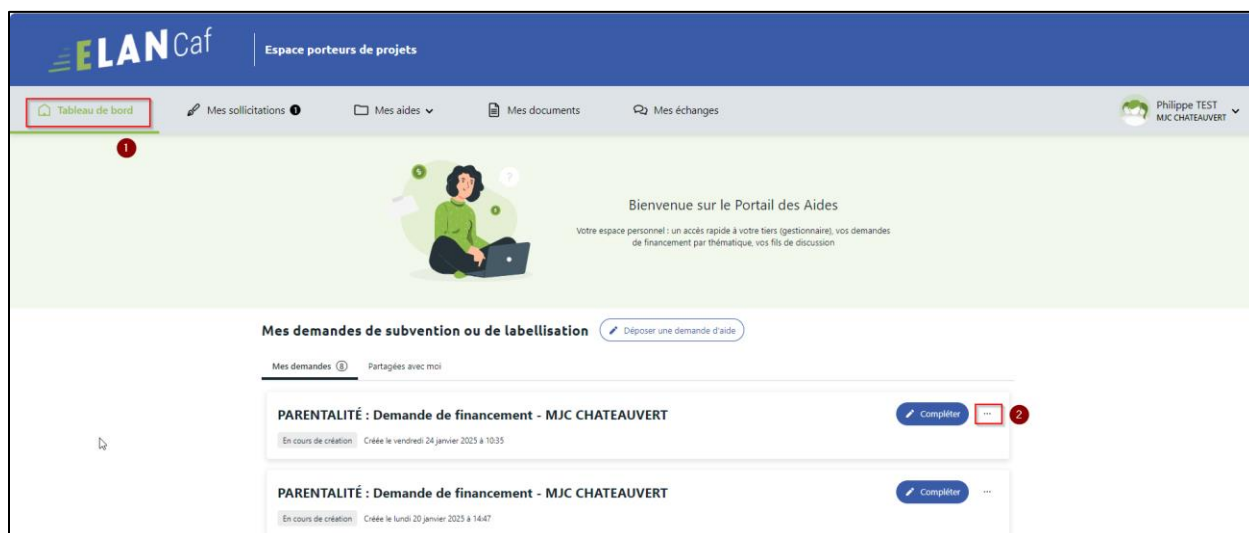 ELANCaf
Espace porteurs de projets
Tableau de bord
Mes sollicitations 1
Mes aides
Mes documents
Mes échanges
Philippe TEST
MJC CHATEAUVERT
1
Bienvenue sur le Portail des Aides
Votre espace personnel : un accès rapide à votre tiers (gestionnaire), vos demandes
de financement par thématique, vos fils de discussion
Mes demandes de subvention ou de labellisation
Déposer une demande d'aide
Mes demandes 8
Partagées avec moi
PARENTALITÉ : Demande de financement - MJC CHATEAUVERT
Compléter
...
2
En cours de création Créée le vendredi 24 janvier 2025 à 10:35
PARENTALITÉ : Demande de financement - MJC CHATEAUVERT
Compléter
...
En cours de création Créée le lundi 20 janvier 2025 à 14:47